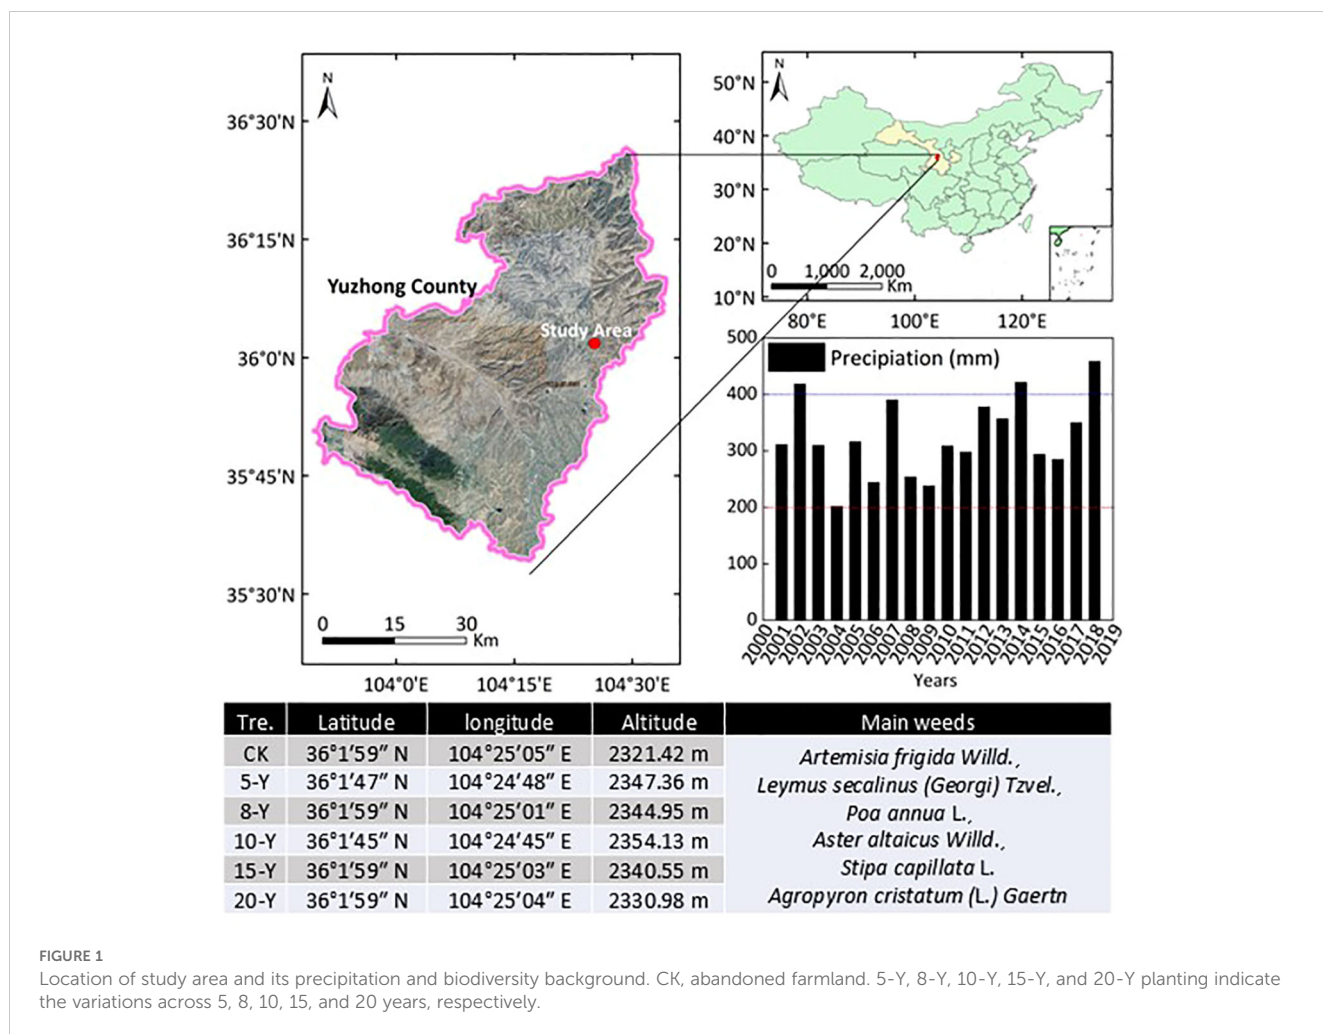 N
36°30'N
36°15'N
36°0'N
35°45'N
35°30'N
Yuzhong County
Study Area
0 15 30
Km
104°0'E 104°15'E 104°30'E
N
50°N
40°N
30°N
20°N
10°N
0 1,000 2,000
Km
80°E 100°E 120°E
Precipiation (mm)
500
400
300
200
100
0
2000 2001 2002 2003 2004 2005 2006 2007 2008 2009 2010 2011 2012 2013 2014 2015 2016 2017 2018 2019
Years
Tre. Latitude longitude Altitude Main weeds
CK 36°1′59″ N 104°25′05″ E 2321.42 m
5-Y 36°1′47″ N 104°24′48″ E 2347.36 m
8-Y 36°1′59″ N 104°25′01″ E 2344.95 m
10-Y 36°1′45″ N 104°24′45″ E 2354.13 m
15-Y 36°1′59″ N 104°25′03″ E 2340.55 m
20-Y 36°1′59″ N 104°25′04″ E 2330.98 m
Artemisia frigida Willd.,
Leymus secalinus (Georgi) Tzvel.,
Poa annua L.,
Aster altaicus Willd.,
Stipa capillata L.
Agropyron cristatum (L.) Gaertn
FIGURE 1
Location of study area and its precipitation and biodiversity background. CK, abandoned farmland. 5-Y, 8-Y, 10-Y, 15-Y, and 20-Y planting indicate
the variations across 5, 8, 10, 15, and 20 years, respectively.